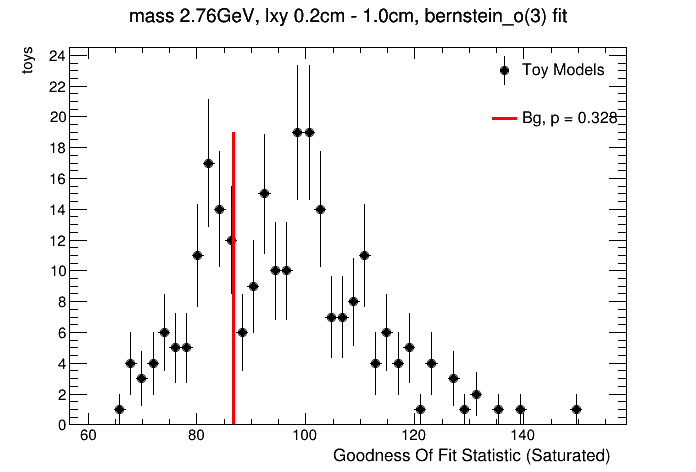 mass 2.76GeV, lxy 0.2cm - 1.0cm, bernstein_o(3) fit
toys
24
22
20
18
16
14
12
10
8
6
4
2
0
Toy Models
Bg, p = 0.328
60 80 100 120 140
Goodness Of Fit Statistic (Saturated)